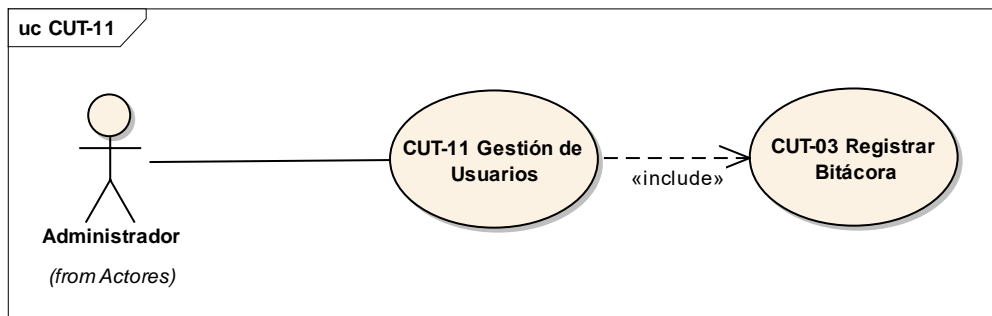 uc CUT-11
Administrador
(from Actores)
CUT-11 Gestión de
Usuarios
«include»
CUT-03 Registrar
Bitácora